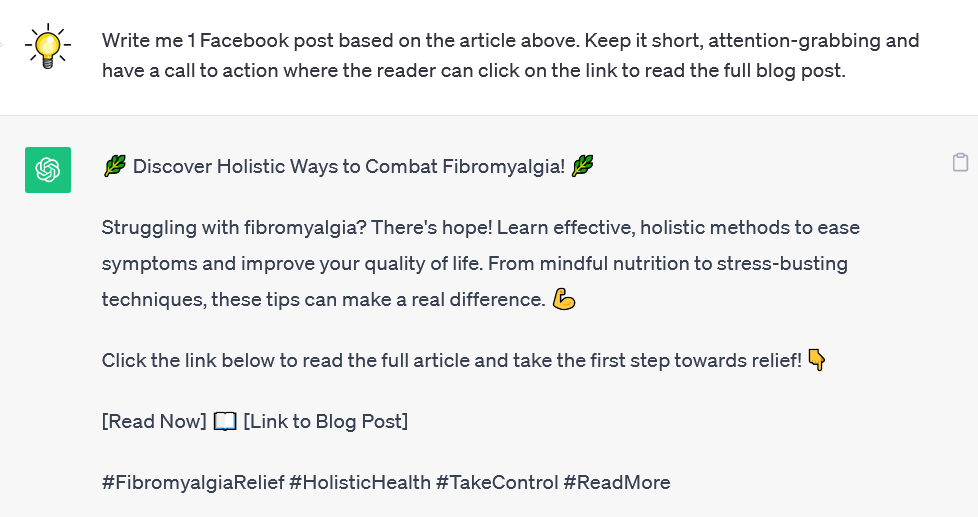 Write me 1 Facebook post based on the article above. Keep it short, attention-grabbing and
have a call to action where the reader can click on the link to read the full blog post.
🌿 Discover Holistic Ways to Combat Fibromyalgia! 🌿
Struggling with fibromyalgia? There's hope! Learn effective, holistic methods to ease
symptoms and improve your quality of life. From mindful nutrition to stress-busting
techniques, these tips can make a real difference. 💪
Click the link below to read the full article and take the first step towards relief! 👇
[Read Now] 📖 [Link to Blog Post]
#FibromyalgiaRelief #HolisticHealth #TakeControl #ReadMore